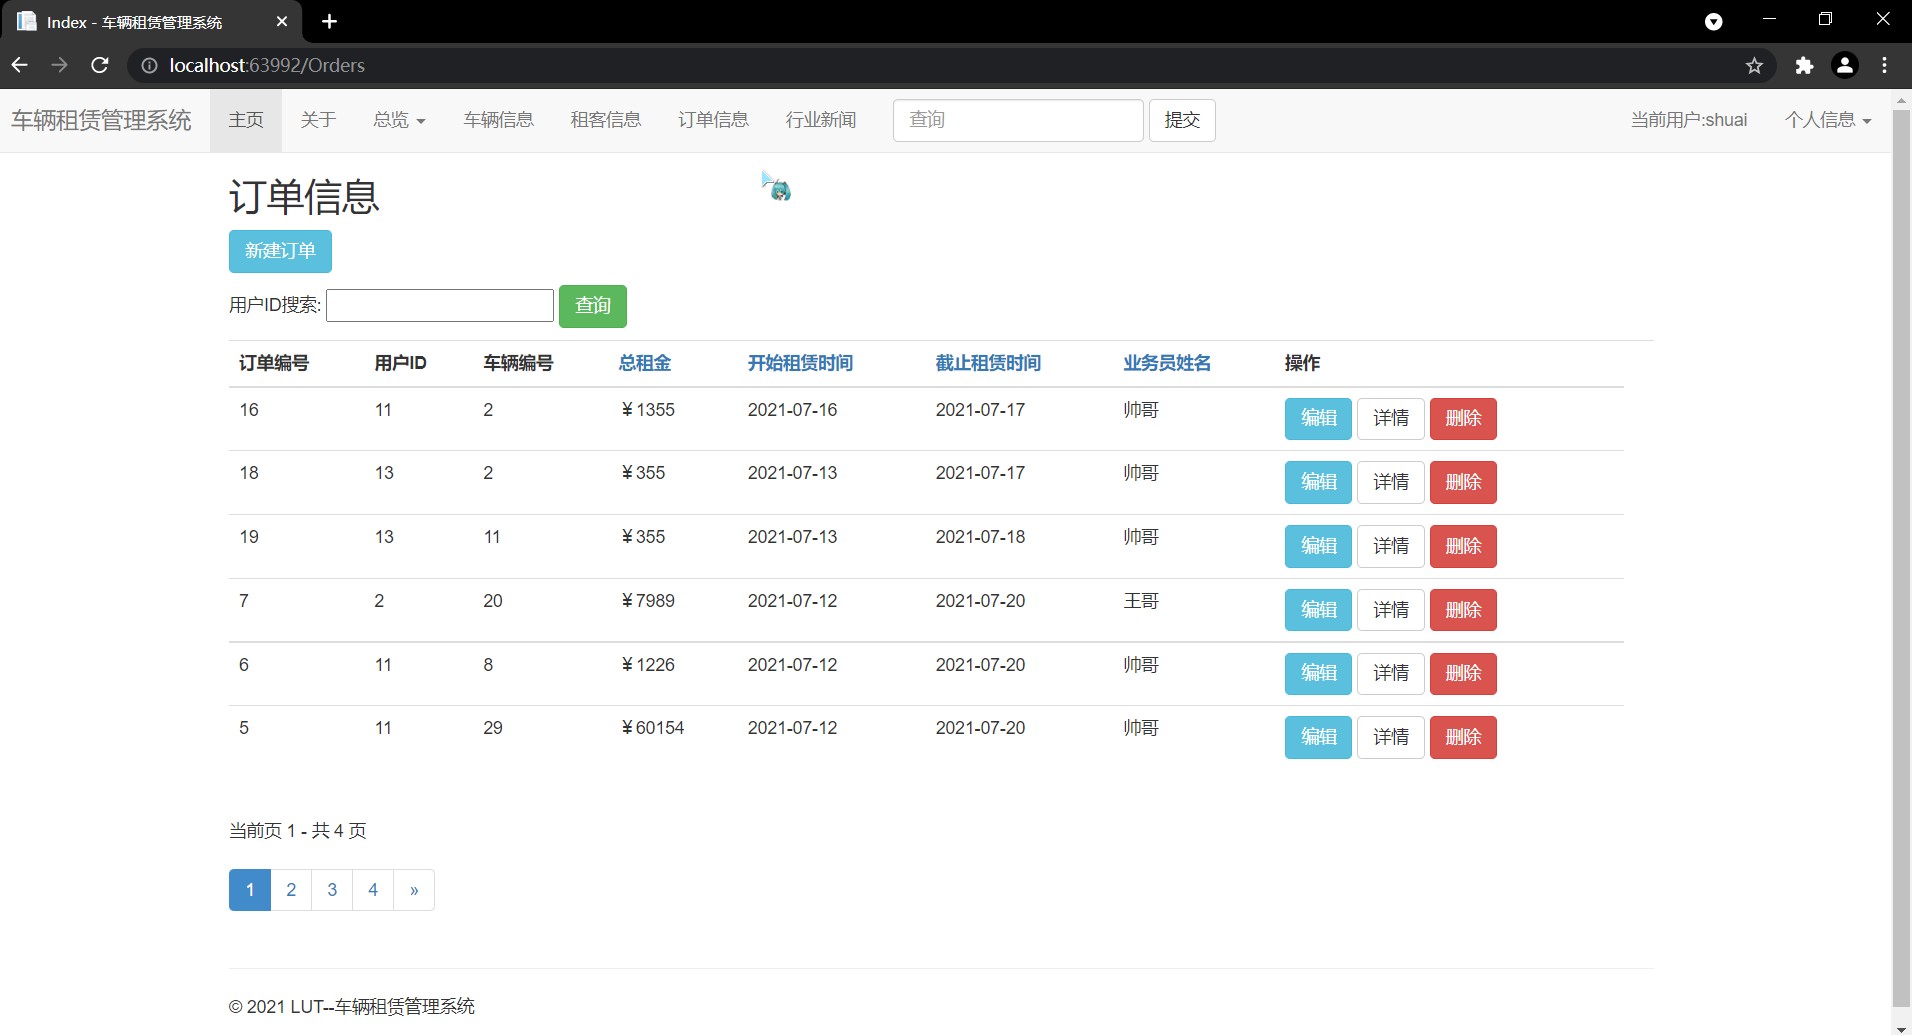 Index - 车辆租赁管理系统
localhost:63992/Orders
车辆租赁管理系统 主页 关于 总览 车辆信息 租客信息 订单信息 行业新闻 查询 提交 当前用户:shuai 个人信息
订单信息
新建订单
用户ID搜索: 查询
订单编号 用户ID 车辆编号 总租金 开始租赁时间 截止租赁时间 业务员姓名 操作
16 11 2 ¥1355 2021-07-16 2021-07-17 帅哥 编辑 详情 删除
18 13 2 ¥355 2021-07-13 2021-07-17 帅哥 编辑 详情 删除
19 13 11 ¥355 2021-07-13 2021-07-18 帅哥 编辑 详情 删除
7 2 20 ¥7989 2021-07-12 2021-07-20 王哥 编辑 详情 删除
6 11 8 ¥1226 2021-07-12 2021-07-20 帅哥 编辑 详情 删除
5 11 29 ¥60154 2021-07-12 2021-07-20 帅哥 编辑 详情 删除
当前页 1 - 共 4 页
1 2 3 4 »
© 2021 LUT--车辆租赁管理系统